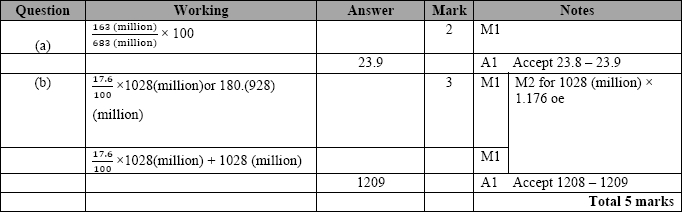 Question Working Answer Mark Notes
(a) 163 (million)/683 (million) × 100 2 M1
23.9 A1 Accept 23.8 – 23.9
(b) 17.6/100 ×1028(million)or 180.(928) 3 M1 M2 for 1028 (million) ×
(million) 1.176 oe
17.6/100 ×1028(million) + 1028 (million) M1
1209 A1 Accept 1208 – 1209
Total 5 marks